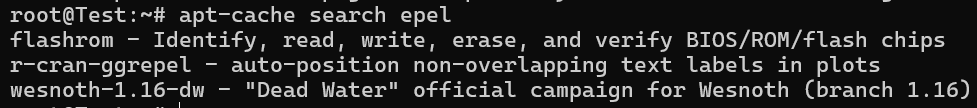 root@Test:~# apt-cache search epel
flashrom - Identify, read, write, erase, and verify BIOS/ROM/flash chips
r-cran-ggrepel - auto-position non-overlapping text labels in plots
wesnoth-1.16-dw - "Dead Water" official campaign for Wesnoth (branch 1.16)